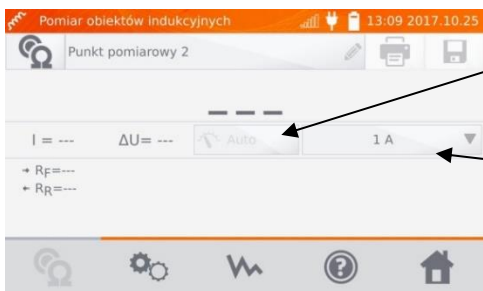 Pomiar obiektów indukcyjnych 13:09 2017.10.25
Punkt pomiarowy 2
---
I = --- ΔU= --- Auto 1 A
→ RF=---
← RR=---
?